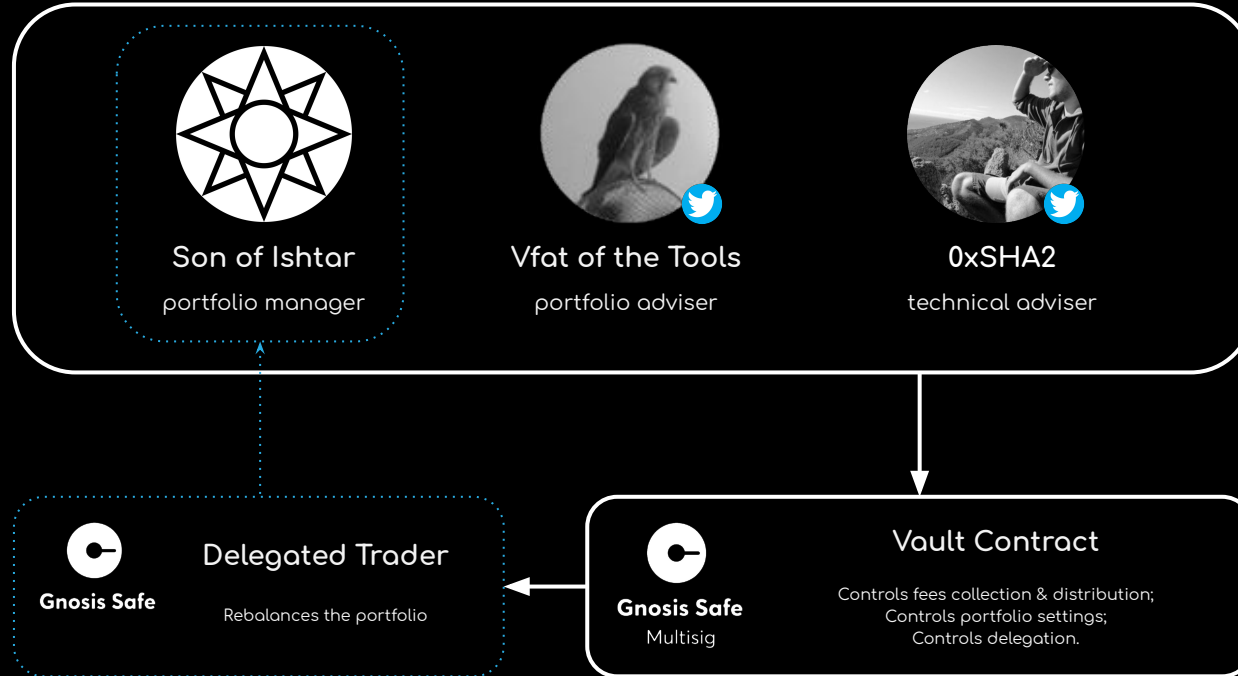 Son of Ishtar
portfolio manager
Vfat of the Tools
portfolio adviser
0xSHA2
technical adviser
Gnosis Safe
Delegated Trader
Rebalances the portfolio
Gnosis Safe
Multisig
Vault Contract
Controls fees collection & distribution;
Controls portfolio settings;
Controls delegation.